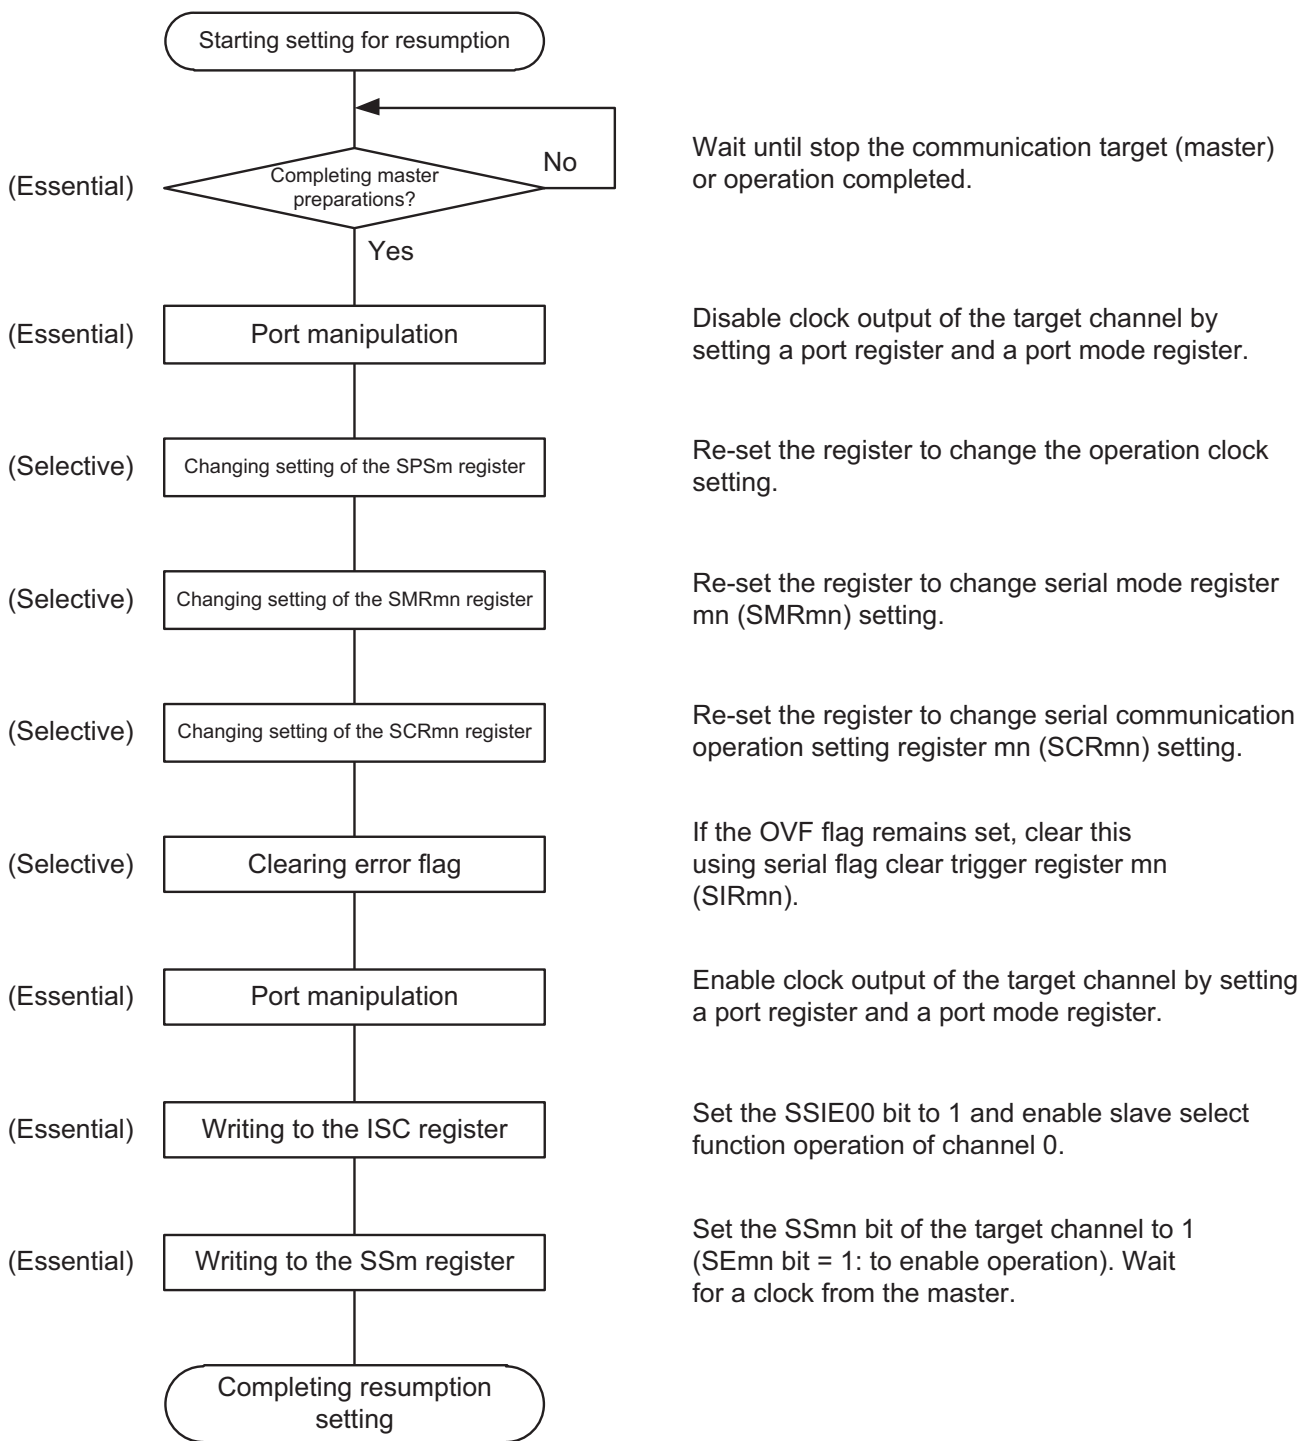 Starting setting for resumption
No
(Essential)
Completing master
preparations?
Wait until stop the communication target (master)
or operation completed.
Yes
(Essential)
Port manipulation
Disable clock output of the target channel by
setting a port register and a port mode register.
(Selective)
Changing setting of the SPSm register
Re-set the register to change the operation clock
setting.
(Selective)
Changing setting of the SMRmn register
Re-set the register to change serial mode register
mn (SMRmn) setting.
(Selective)
Changing setting of the SCRmn register
Re-set the register to change serial communication
operation setting register mn (SCRmn) setting.
(Selective)
Clearing error flag
If the OVF flag remains set, clear this
using serial flag clear trigger register mn
(SIRmn).
(Essential)
Port manipulation
Enable clock output of the target channel by setting
a port register and a port mode register.
(Essential)
Writing to the ISC register
Set the SSIE00 bit to 1 and enable slave select
function operation of channel 0.
(Essential)
Writing to the SSm register
Set the SSmn bit of the target channel to 1
(SEmn bit = 1: to enable operation). Wait
for a clock from the master.
Completing resumption
setting